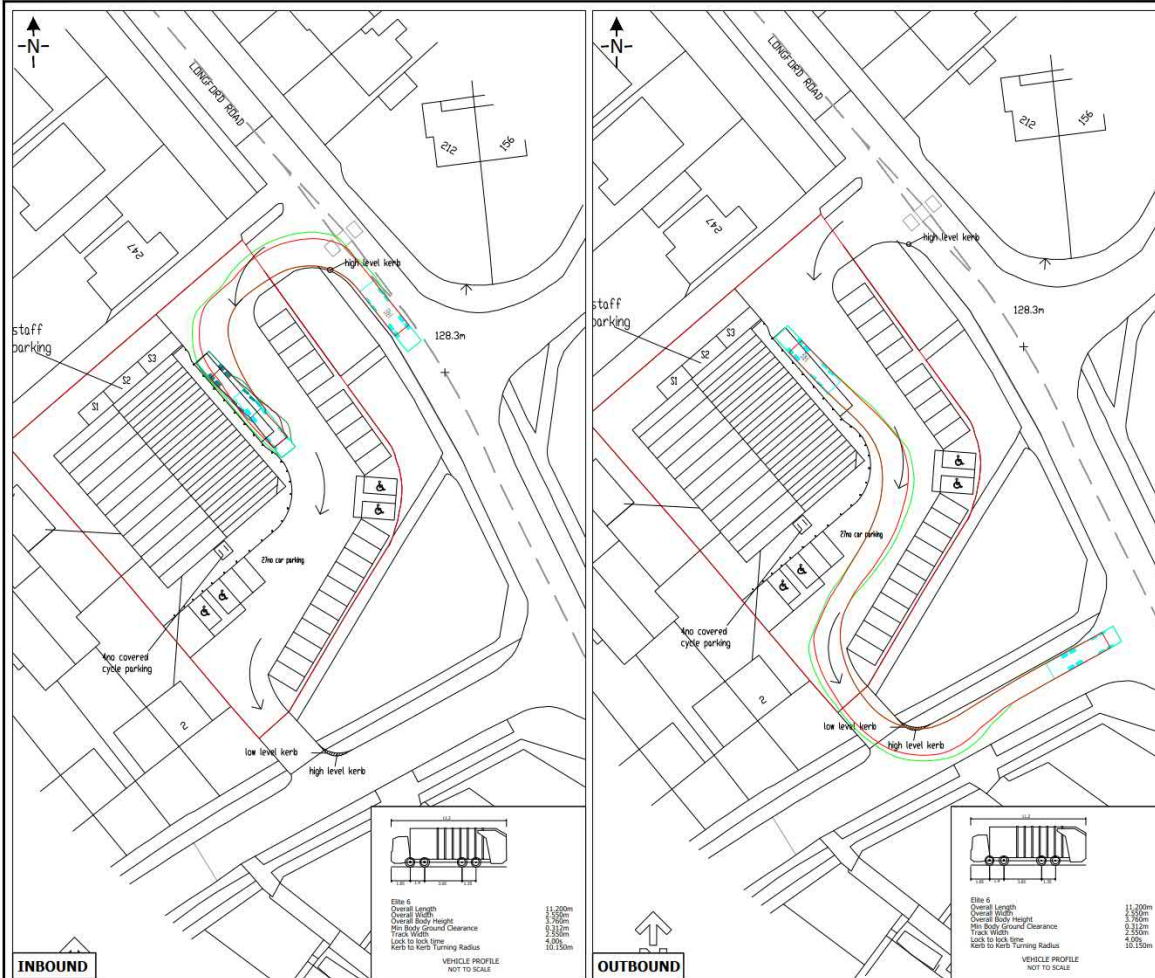 -N-
LONGFORD ROAD
212
156
247
high level kerb
staff
parking
S3
S2
S1
128.3m
27no car parking
4no covered
cycle parking
2
low level kerb
high level kerb
11.2
Elite 6
Overall Length 11.200m
Overall Width 2.550m
Overall Body Height 3.760m
Min Body Ground Clearance 0.312m
Track Width 2.550m
Lock to lock time 4.00s
Kerb to Kerb Turning Radius 10.150m
VEHICLE PROFILE
NOT TO SCALE
INBOUND
-N-
LONGFORD ROAD
212
156
247
high level kerb
staff
parking
S3
S2
S1
128.3m
27no car parking
4no covered
cycle parking
2
low level kerb
high level kerb
11.2
Elite 6
Overall Length 11.200m
Overall Width 2.550m
Overall Body Height 3.760m
Min Body Ground Clearance 0.312m
Track Width 2.550m
Lock to lock time 4.00s
Kerb to Kerb Turning Radius 10.150m
VEHICLE PROFILE
NOT TO SCALE
OUTBOUND